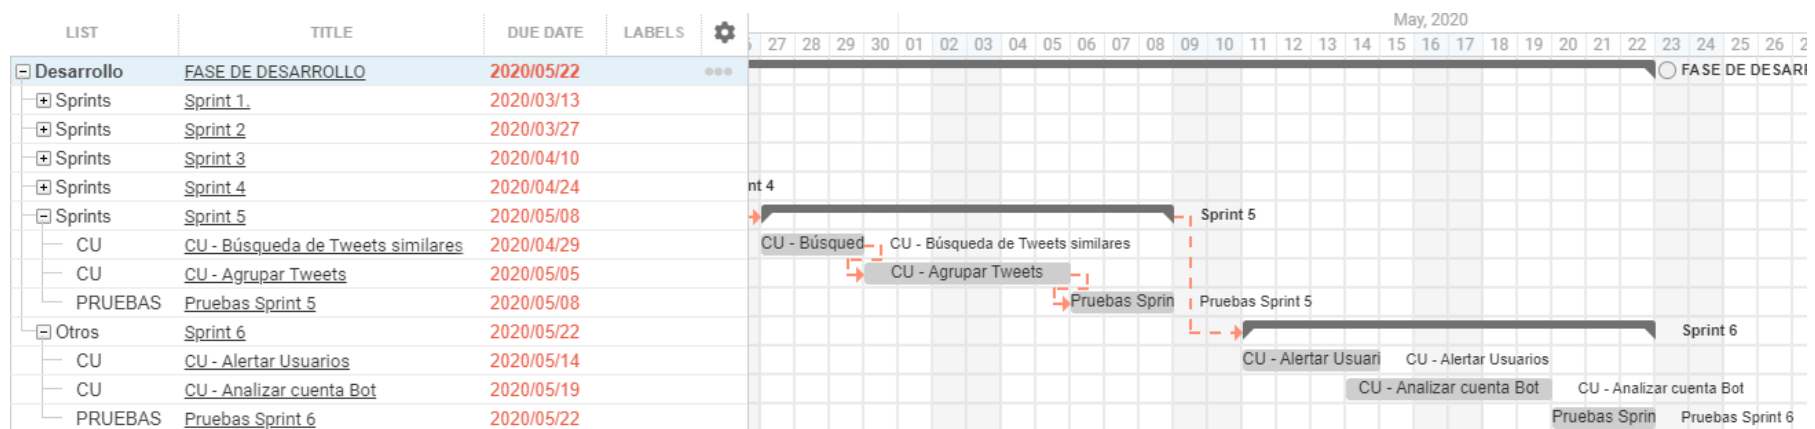 May, 2020
LIST TITLE DUE DATE LABELS
27 28 29 30 01 02 03 04 05 06 07 08 09 10 11 12 13 14 15 16 17 18 19 20 21 22 23 24 25 26
Desarrollo FASE DE DESARROLLO 2020/05/22 FASE DE DESARR
Sprints Sprint 1. 2020/03/13
Sprints Sprint 2 2020/03/27
Sprints Sprint 3 2020/04/10
Sprints Sprint 4 2020/04/24 nt 4
Sprints Sprint 5 2020/05/08 Sprint 5
CU CU - Búsqueda de Tweets similares 2020/04/29 CU - Búsqued CU - Búsqueda de Tweets similares
CU CU - Agrupar Tweets 2020/05/05 CU - Agrupar Tweets
PRUEBAS Pruebas Sprint 5 2020/05/08 Pruebas Sprin Pruebas Sprint 5
Otros Sprint 6 2020/05/22 Sprint 6
CU CU - Alertar Usuarios 2020/05/14 CU - Alertar Usuari CU - Alertar Usuarios
CU CU - Analizar cuenta Bot 2020/05/19 CU - Analizar cuenta Bot CU - Analizar cuenta Bot
PRUEBAS Pruebas Sprint 6 2020/05/22 Pruebas Sprin Pruebas Sprint 6